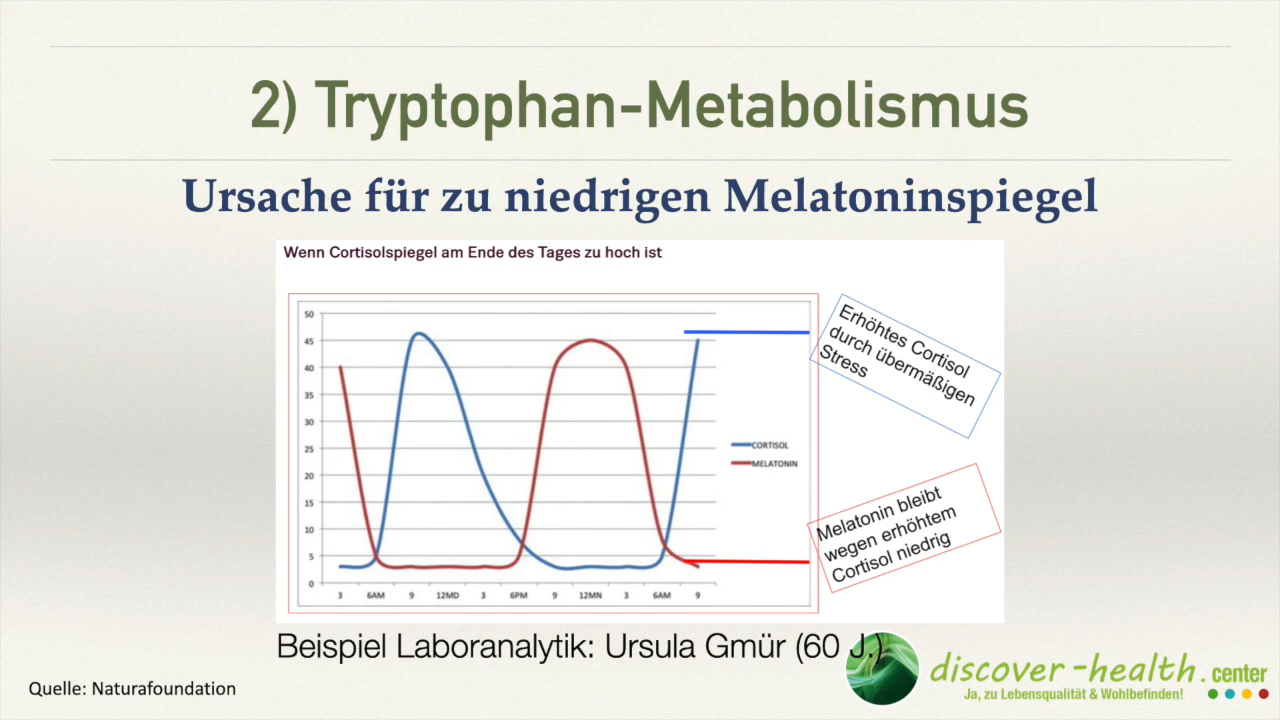 2) Tryptophan-Metabolismus
Ursache für zu niedrigen Melatoninspiegel
Wenn Cortisolspiegel am Ende des Tages zu hoch ist
50
45
40
35
30
25
20
15
10
5
0
3 6AM 9 12MD 3 6PM 9 12MN 3 6AM 9
CORTISOL
MELATONIN
Erhöhtes Cortisol
durch übermäßigen
Stress
Melatonin bleibt
wegen erhöhtem
Cortisol niedrig
Beispiel Laboranalytik: Ursula Gmür (60 J.)
Quelle: Naturafoundation
discover-health.center
Ja, zu Lebensqualität & Wohlbefinden!